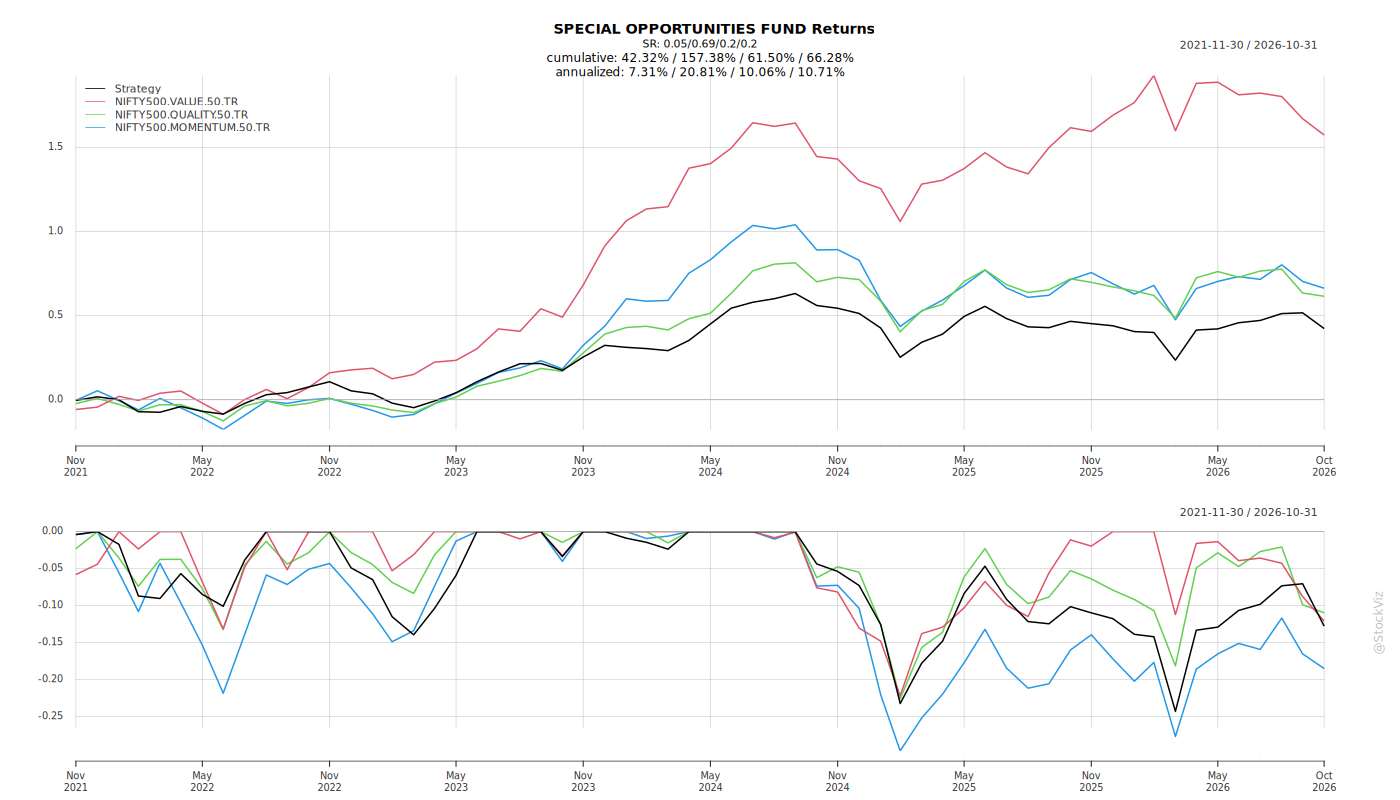 SPECIAL OPPORTUNITIES FUND Returns
SR: 0.05/0.69/0.2/0.2
cumulative: 42.32% / 157.38% / 61.50% / 66.28%
annualized: 7.31% / 20.81% / 10.06% / 10.71%
2021-11-30 / 2026-10-31
Strategy
NIFTY500.VALUE.50.TR
NIFTY500.QUALITY.50.TR
NIFTY500.MOMENTUM.50.TR
1.5
1.0
0.5
0.0
Nov May Nov May Nov May Nov May Nov May Oct
2021 2022 2022 2023 2023 2024 2024 2025 2025 2026 2026
2021-11-30 / 2026-10-31
0.00
-0.05
-0.10
-0.15
-0.20
-0.25
Nov May Nov May Nov May Nov May Nov May Oct
2021 2022 2022 2023 2023 2024 2024 2025 2025 2026 2026
@StockViz